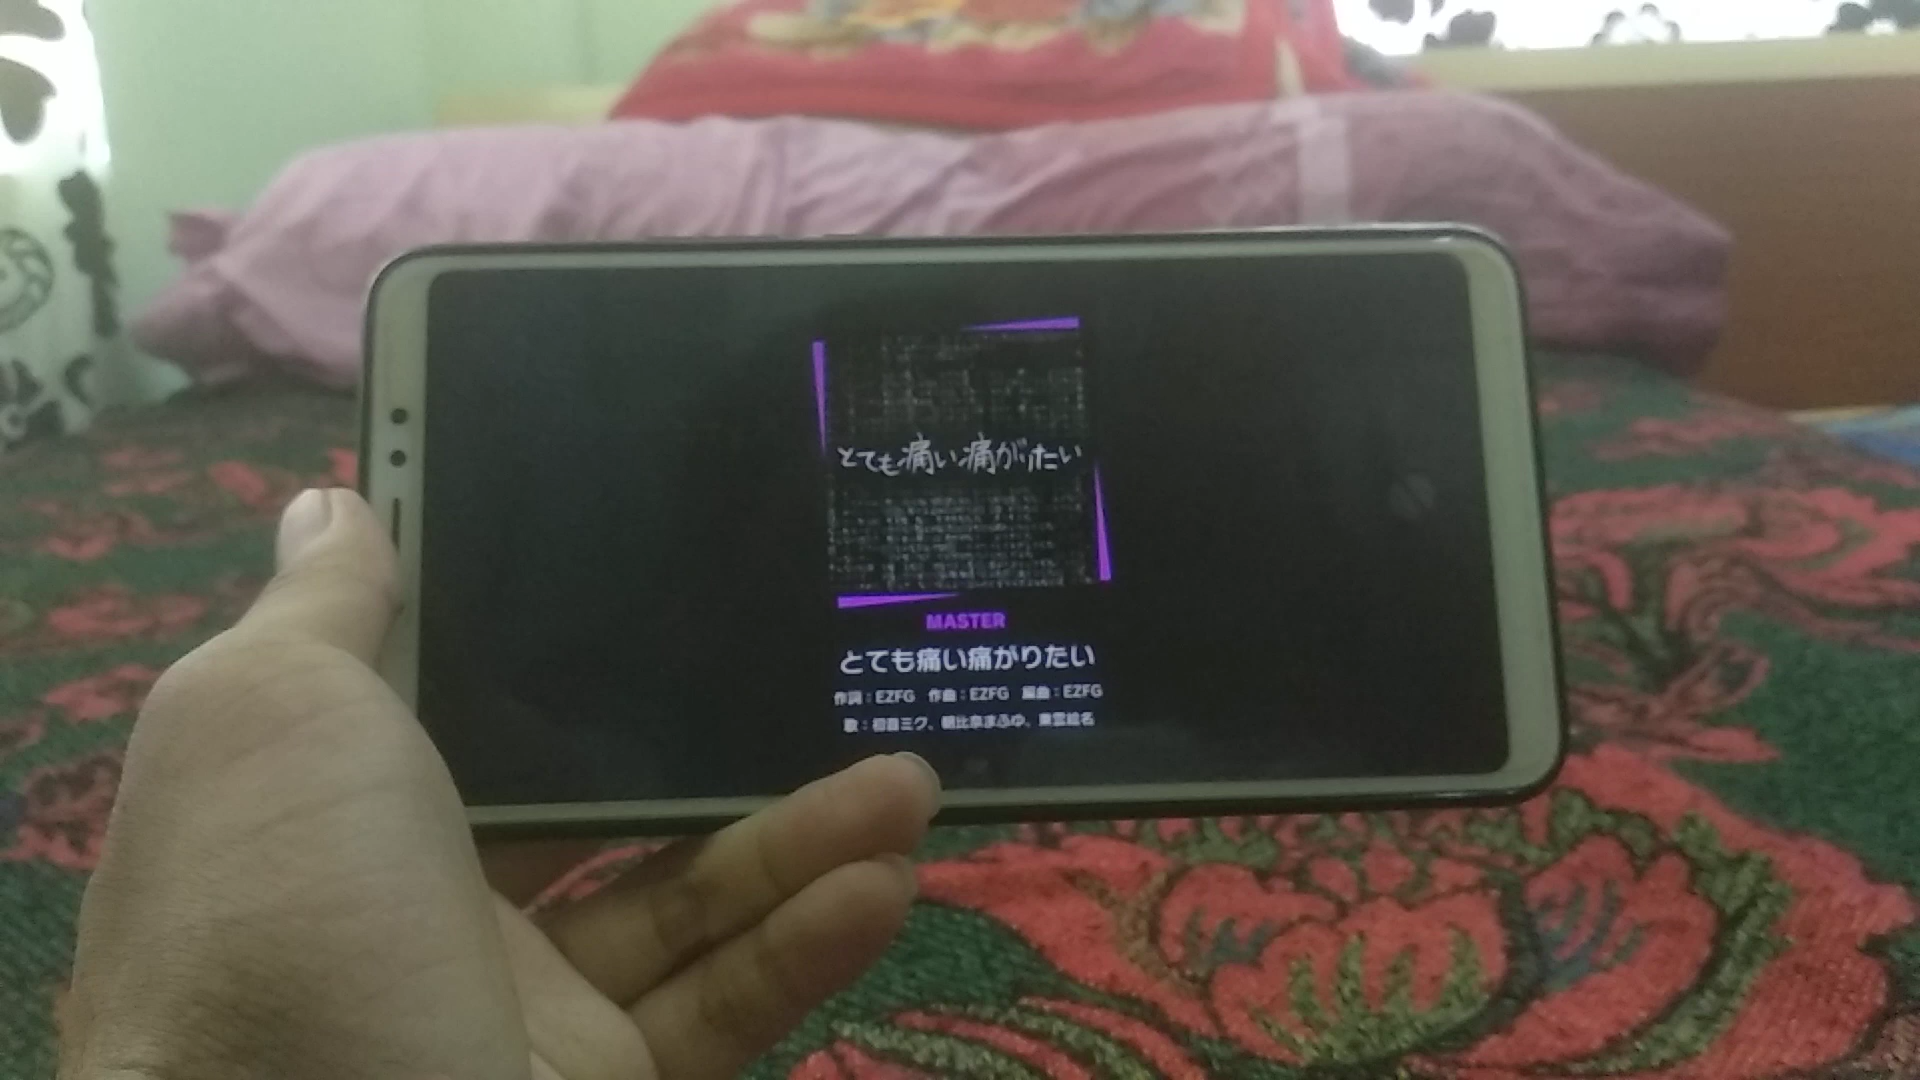 とても痛い痛がりたい
MASTER
とても痛い痛がりたい
作詞：EZFG 作曲：EZFG 編曲：EZFG
歌：初音ミク、朝比奈まふゆ、東雲絵名